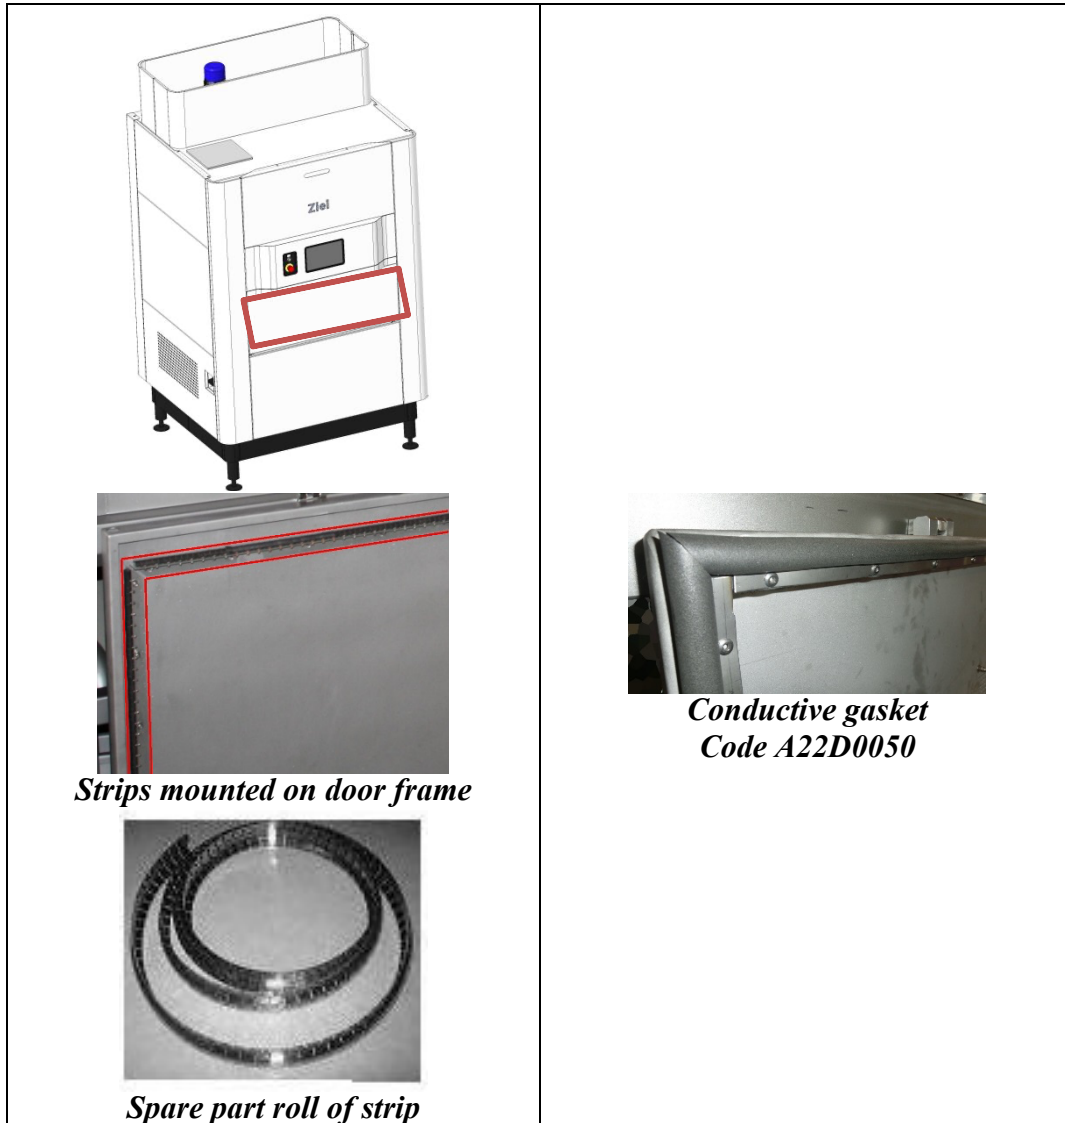 Ziel
Strips mounted on door frame
Conductive gasket
Code A22D0050
Spare part roll of strip